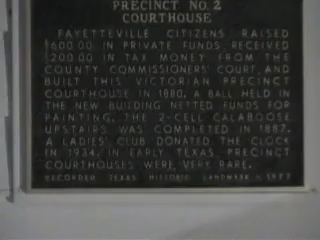 PRECINCT NO. 2
COURTHOUSE
FAYETTEVILLE CITIZENS RAISED
$600.00 IN PRIVATE FUNDS, RECEIVED
$200.00 IN TAX MONEY FROM THE
COUNTY COMMISSIONERS COURT, AND
BUILT THIS VICTORIAN PRECINCT
COURTHOUSE IN 1880. A BALL HELD IN
THE NEW BUILDING NETTED FUNDS FOR
PAINTING. THE 2-CELL CALABOOSE
UPSTAIRS WAS COMPLETED IN 1887.
A LADIES' CLUB DONATED THE CLOCK
IN 1934. IN EARLY TEXAS, PRECINCT
COURTHOUSES WERE VERY RARE.
RECORDED TEXAS HISTORIC LANDMARK - 1977